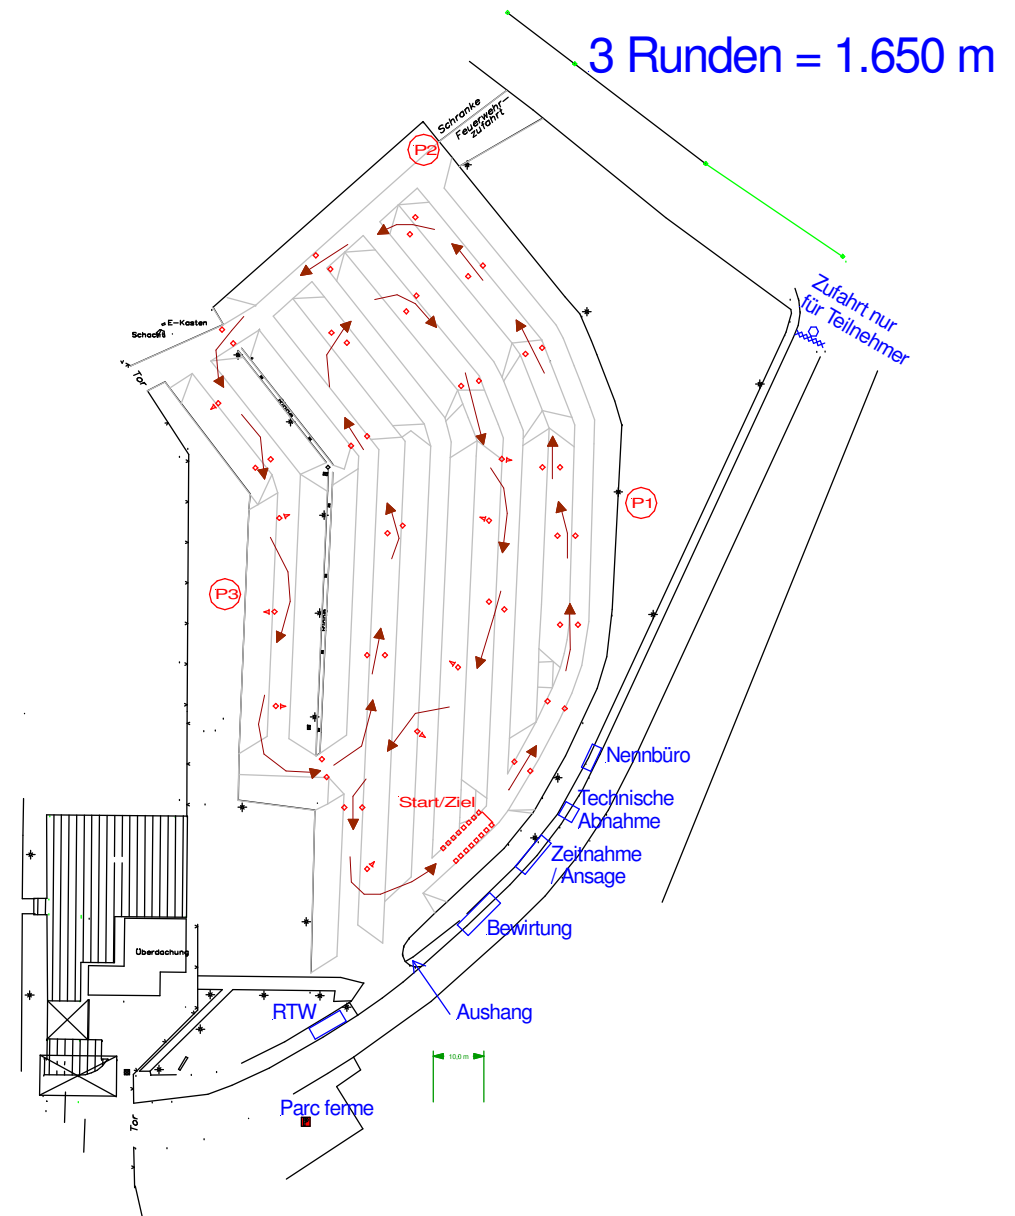 3 Runden = 1.650 m
Schranke
Feuerwehr-
zufahrt
P2
Zufahrt nur
für Teilnehmer
E-Kasten
Schacht
Tor
P1
P3
Nennbüro
Start/Ziel
Technische
Abnahme
Zeitnahme
/ Ansage
Bewirtung
Überdachung
RTW
Aushang
10,0 m
Parc ferme
Tor